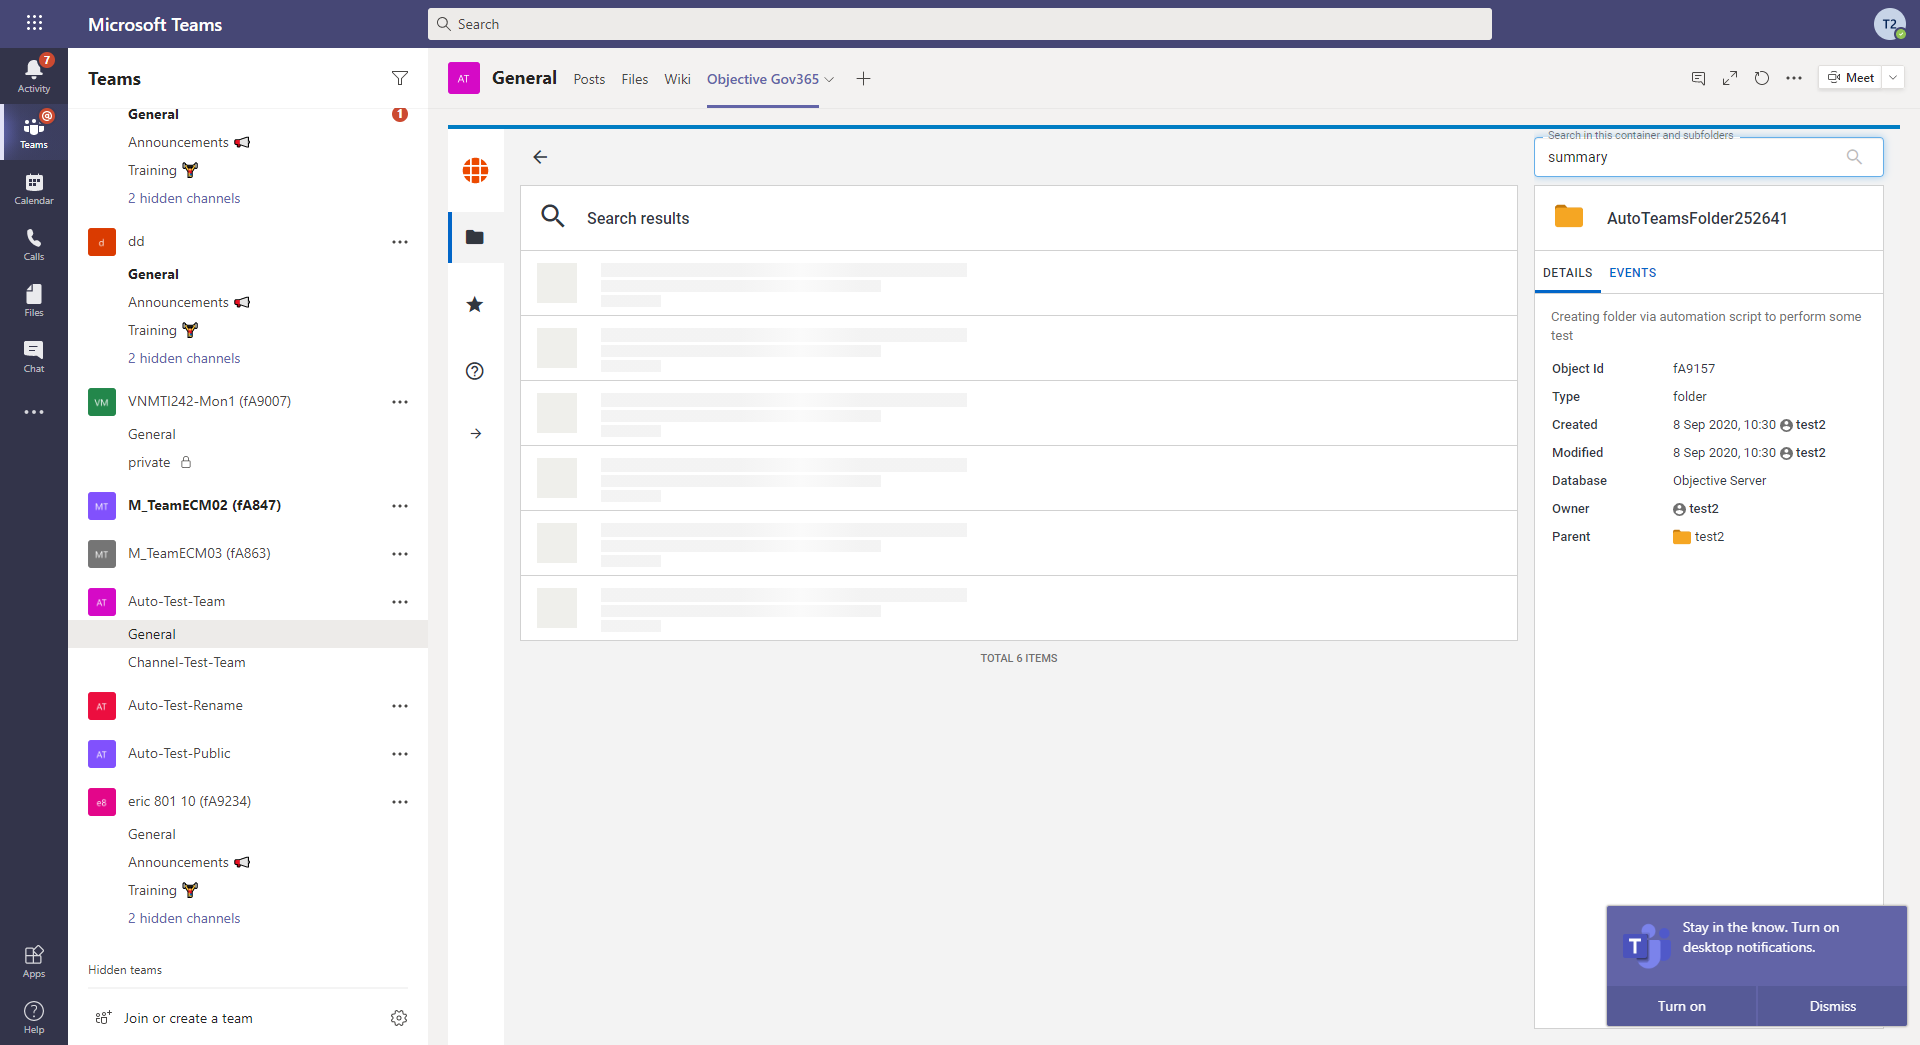 Microsoft Teams
Search
T2
7
Activity
@
Teams
Calendar
Calls
Files
Chat
Apps
Help
Teams
General
1
Announcements
Training
2 hidden channels
d
dd
General
Announcements
Training
2 hidden channels
VM
VNMTI242-Mon1 (fA9007)
General
private
MT
M_TeamECM02 (fA847)
MT
M_TeamECM03 (fA863)
AT
Auto-Test-Team
General
Channel-Test-Team
AT
Auto-Test-Rename
AT
Auto-Test-Public
e8
eric 801 10 (fA9234)
General
Announcements
Training
2 hidden channels
Hidden teams
Join or create a team
AT
General
Posts
Files
Wiki
Objective Gov365
Meet
Search results
TOTAL 6 ITEMS
Search in this container and subfolders
summary
AutoTeamsFolder252641
DETAILS
EVENTS
Creating folder via automation script to perform some
test
Object Id fA9157
Type folder
Created 8 Sep 2020, 10:30 test2
Modified 8 Sep 2020, 10:30 test2
Database Objective Server
Owner test2
Parent test2
T
Stay in the know. Turn on
desktop notifications.
Turn on
Dismiss